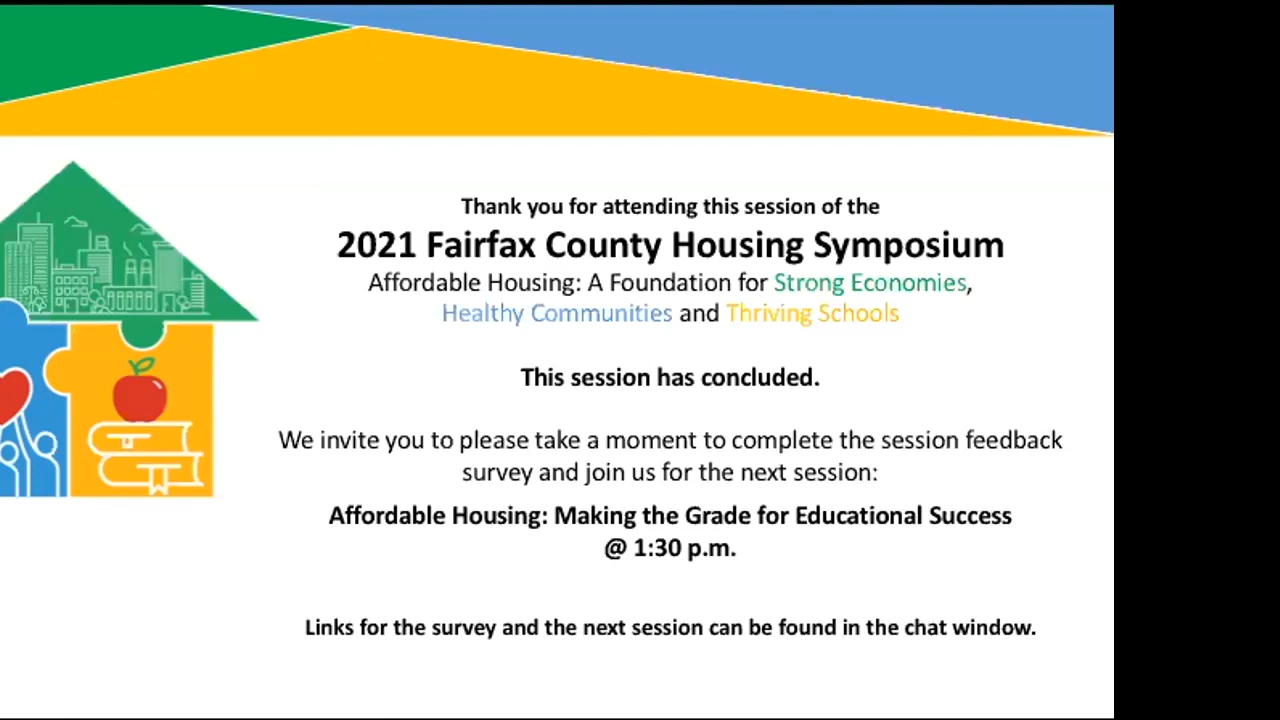 Thank you for attending this session of the
2021 Fairfax County Housing Symposium
Affordable Housing: A Foundation for Strong Economies,
Healthy Communities and Thriving Schools
This session has concluded.
We invite you to please take a moment to complete the session feedback
survey and join us for the next session:
Affordable Housing: Making the Grade for Educational Success
@ 1:30 p.m.
Links for the survey and the next session can be found in the chat window.